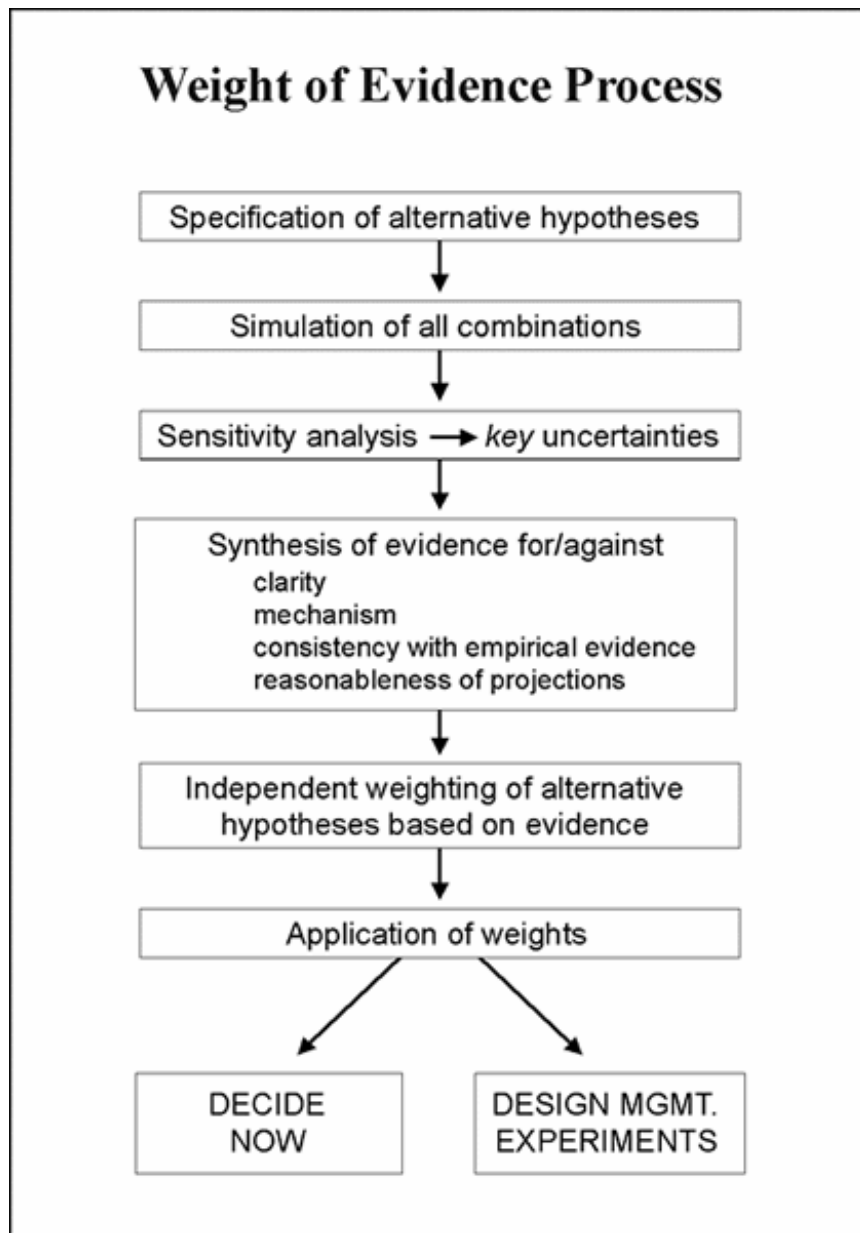 Weight of Evidence Process
Specification of alternative hypotheses
Simulation of all combinations
Sensitivity analysis → key uncertainties
Synthesis of evidence for/against
clarity
mechanism
consistency with empirical evidence
reasonableness of projections
Independent weighting of alternative
hypotheses based on evidence
Application of weights
DECIDE
NOW
DESIGN MGMT.
EXPERIMENTS